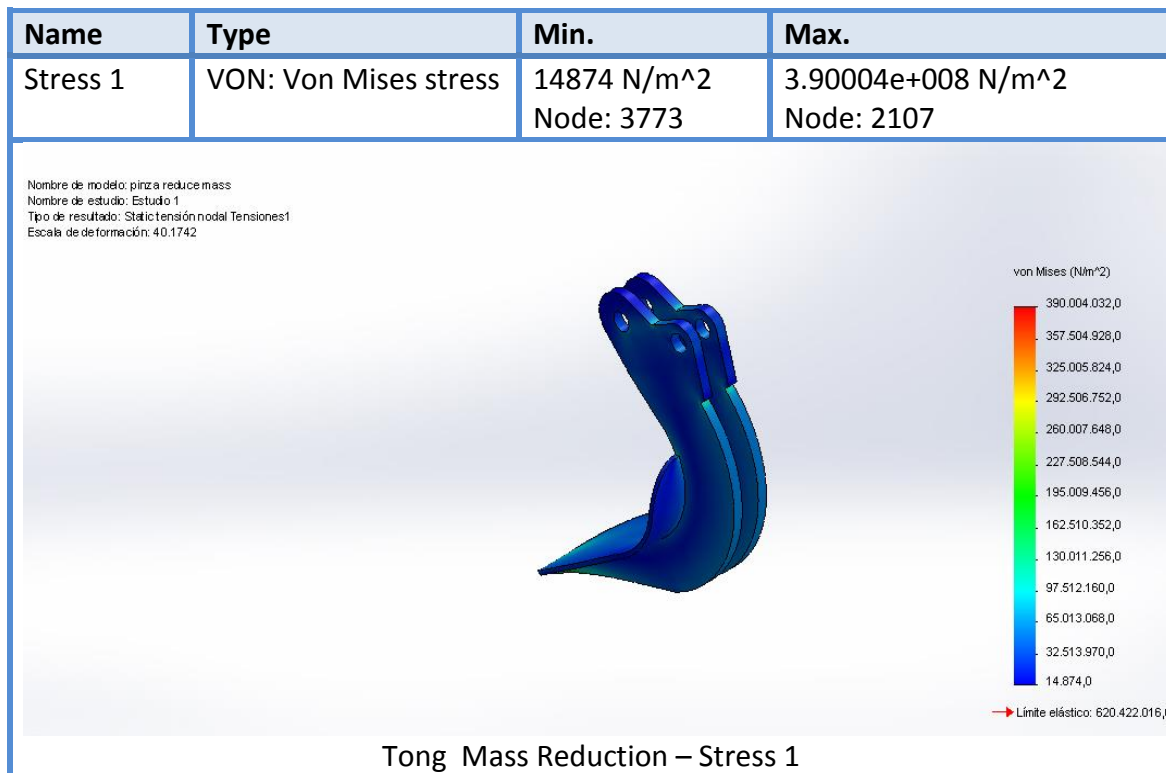 Name Type Min. Max.
Stress 1 VON: Von Mises stress 14874 N/m^2 3.90004e+008 N/m^2
Node: 3773 Node: 2107
Nombre de modelo: pinza reduce mass
Nombre de estudio: Estudio 1
Tipo de resultado: Static tensión nodal Tensiones1
Escala de deformación: 40.1742
von Mises (N/m^2)
390.004.032,0
357.504.928,0
325.005.824,0
292.506.752,0
260.007.648,0
227.508.544,0
195.009.456,0
162.510.352,0
130.011.256,0
97.512.160,0
65.013.068,0
32.513.970,0
14.874,0
Límite elástico: 620.422.016,
Tong Mass Reduction – Stress 1